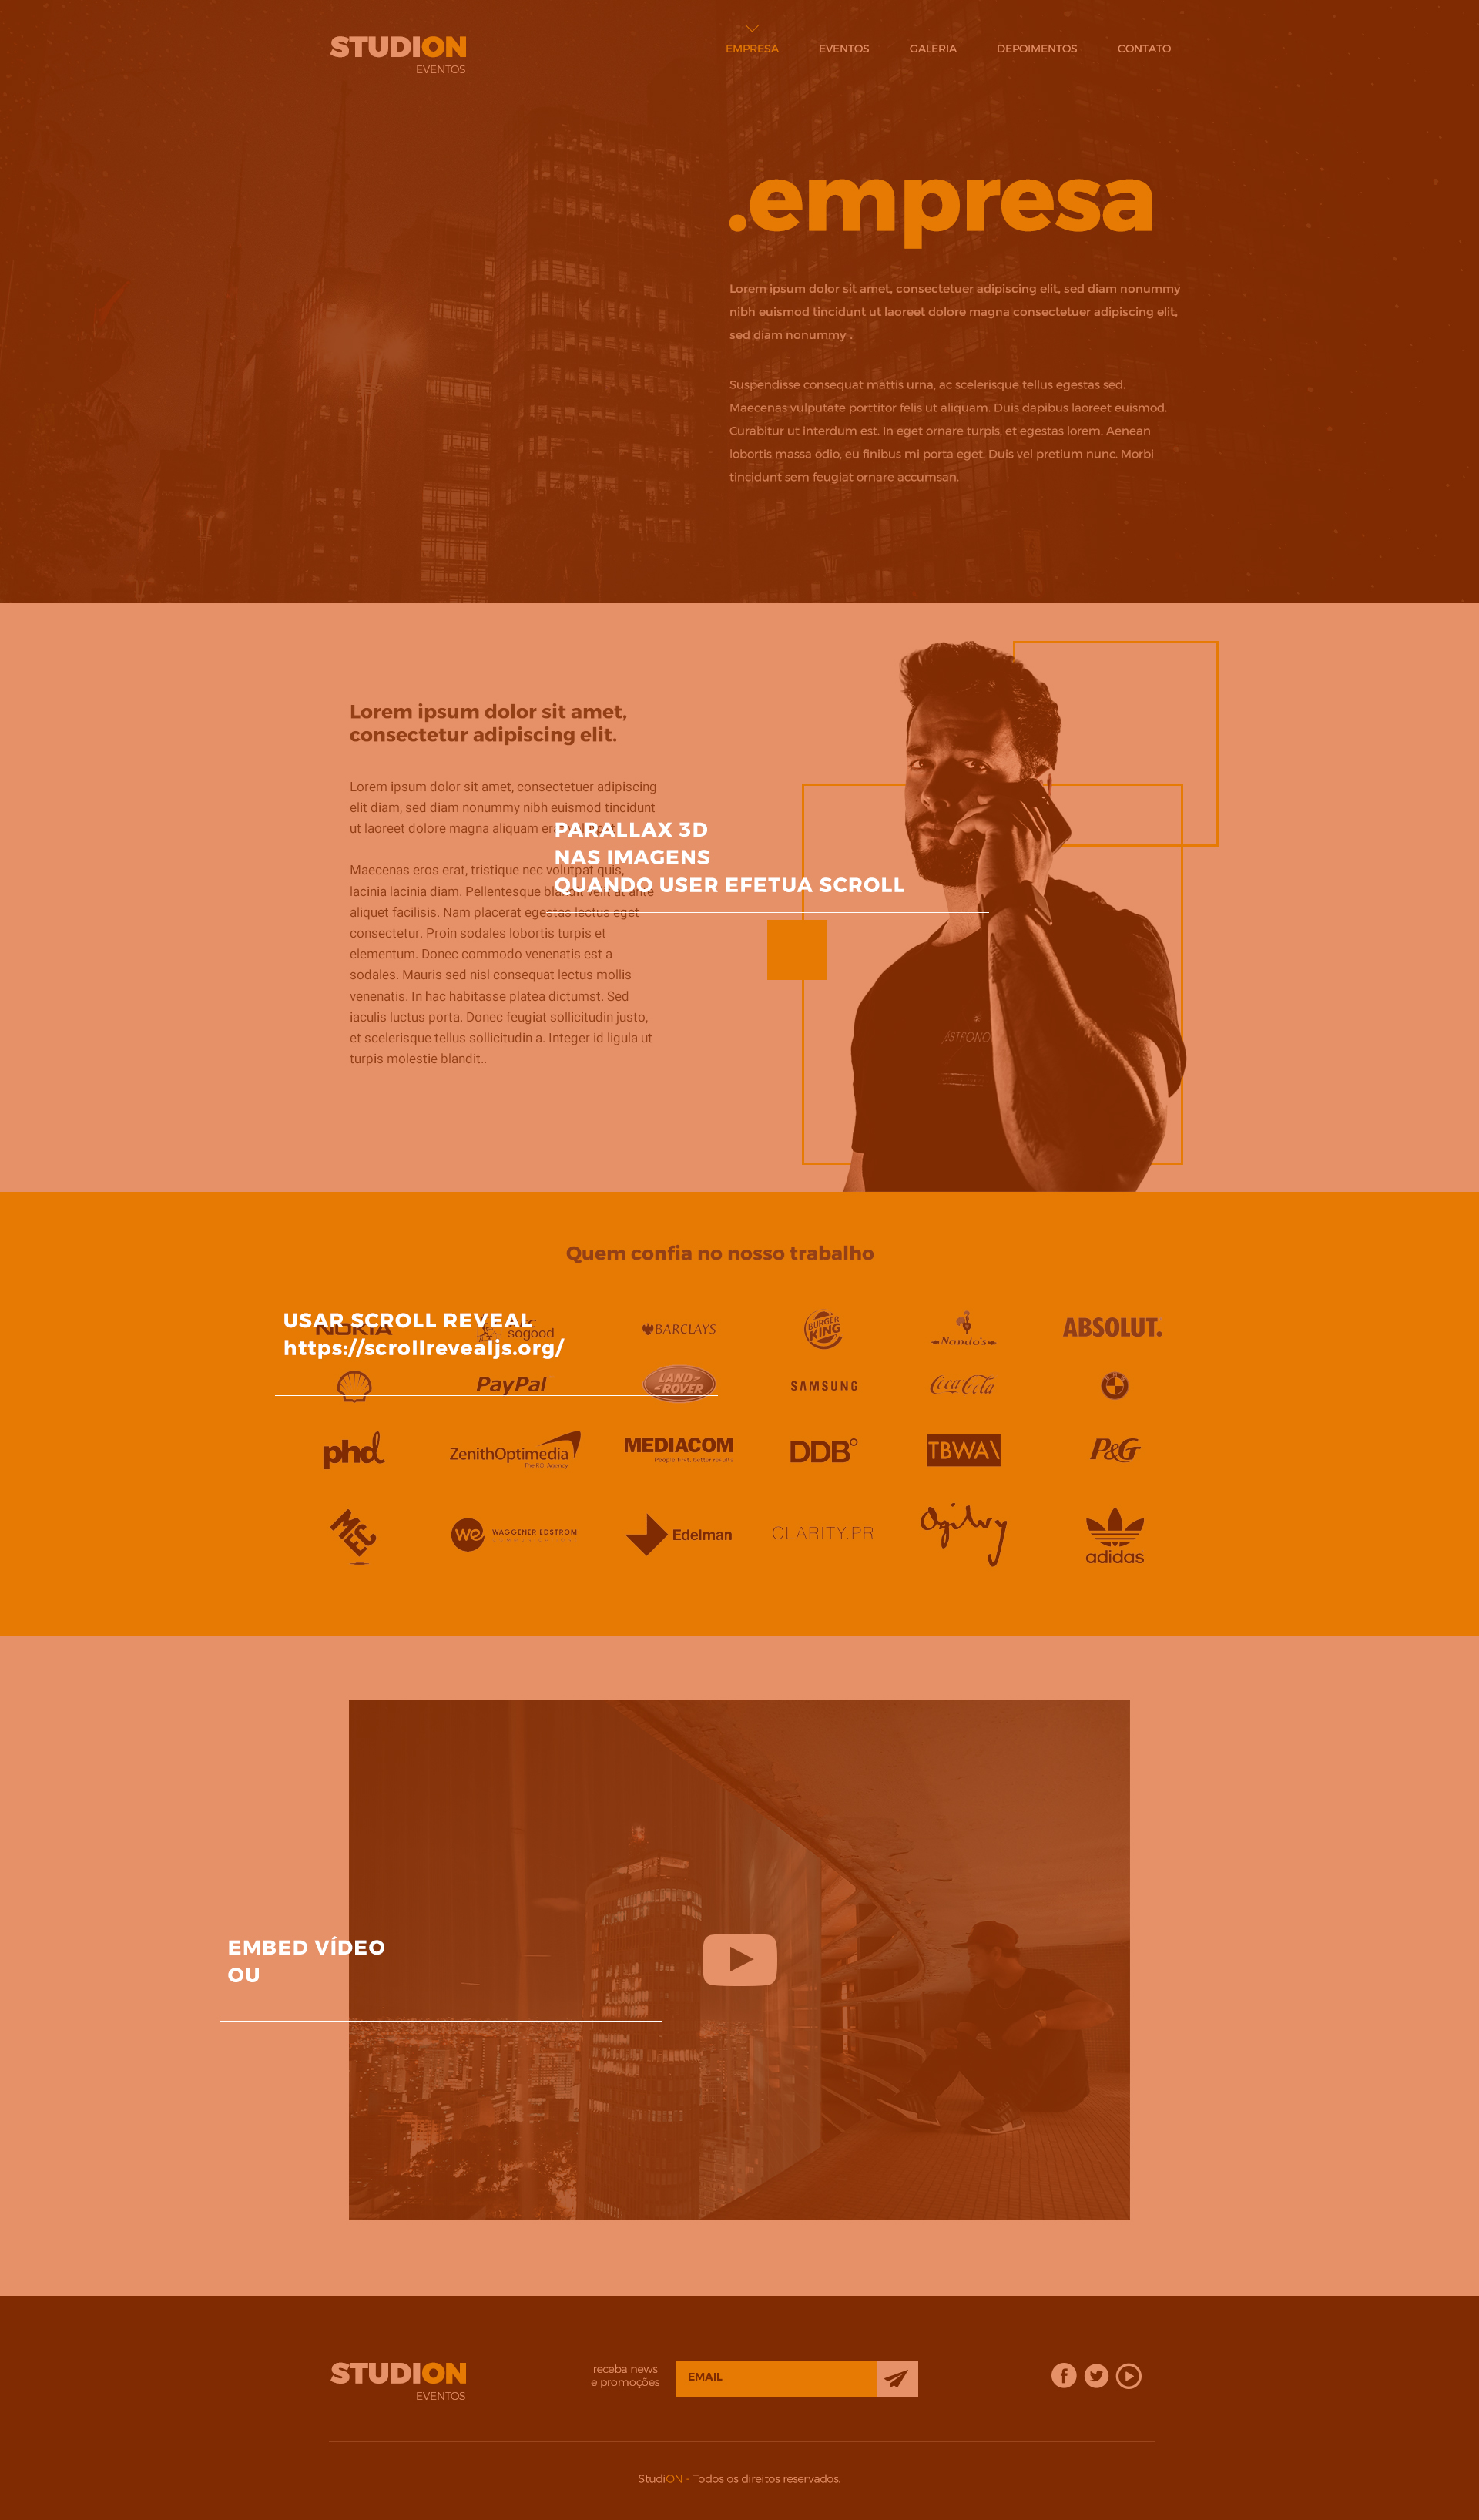 STUDION
EVENTOS
EMPRESA
EVENTOS
GALERIA
DEPOIMENTOS
CONTATO
.empresa
Lorem ipsum dolor sit amet, consectetuer adipiscing elit, sed diam nonummy
nibh euismod tincidunt ut laoreet dolore magna consectetuer adipiscing elit,
sed diam nonummy .
Suspendisse consequat mattis urna, ac scelerisque tellus egestas sed.
Maecenas vulputate porttitor felis ut aliquam. Duis dapibus laoreet euismod.
Curabitur ut interdum est. In eget ornare turpis, et egestas lorem. Aenean
lobortis massa odio, eu finibus mi porta eget. Duis vel pretium nunc. Morbi
tincidunt sem feugiat ornare accumsan.
Lorem ipsum dolor sit amet,
consectetur adipiscing elit.
Lorem ipsum dolor sit amet, consectetuer adipiscing
elit diam, sed diam nonummy nibh euismod tincidunt
ut laoreet dolore magna aliquam
Maecenas eros erat, tristique nec volutpat quis,
lacinia lacinia diam. Pellentesque blandit velit at ante
aliquet facilisis. Nam placerat egestas lectus eget
consectetur. Proin sodales lobortis turpis et
elementum. Donec commodo venenatis est a
sodales. Mauris sed nisl consequat lectus mollis
venenatis. In hac habitasse platea dictumst. Sed
iaculis luctus porta. Donec feugiat sollicitudin justo,
et scelerisque tellus sollicitudin a. Integer id ligula ut
turpis molestie blandit..
PARALLAX 3D
NAS IMAGENS
QUANDO USER EFETUA SCROLL
Quem confia no nosso trabalho
USAR SCROLL REVEAL
https://scrollrevealjs.org/
NOKIA
sogood
BARCLAYS
BURGER
KING
Nando's
ABSOLUT.
PayPal
LAND-
-ROVER
SAMSUNG
Coca-Cola
BMW
phd
ZenithOptimedia
The ROI Agency
MEDIACOM
People first, better results
DDB
TBWA\
P&G
MEC
we
WAGGENER EDSTROM
Edelman
CLARITY.PR
Ogilvy
adidas
EMBED VÍDEO
OU
STUDION
EVENTOS
receba news
e promoções
EMAIL
StudiON - Todos os direitos reservados.